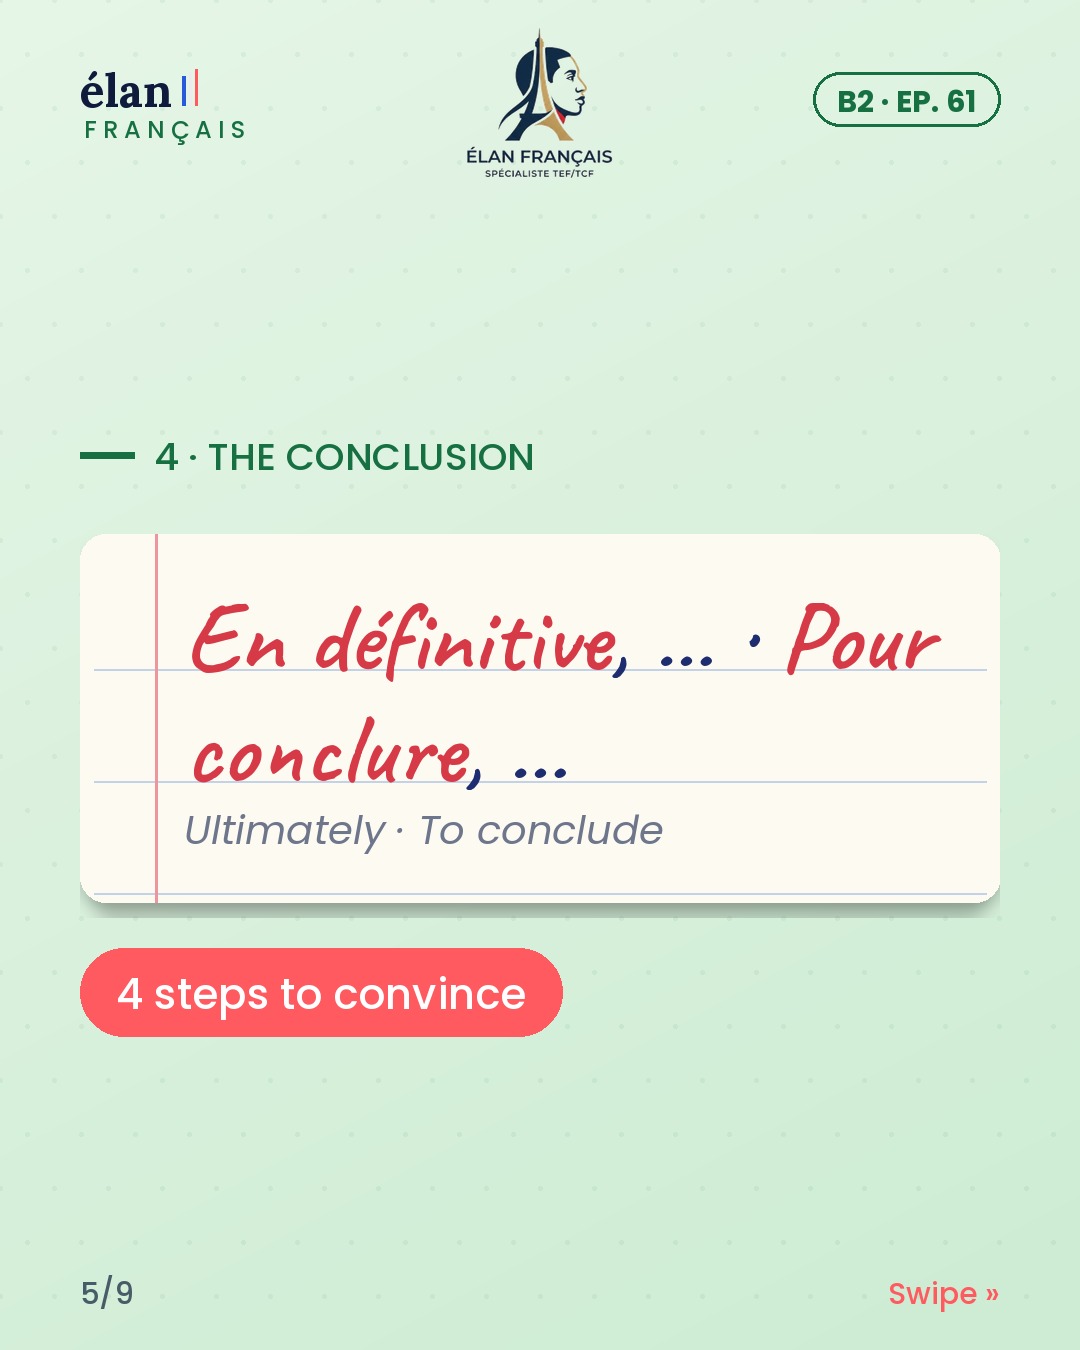 élan
FRANÇAIS
ÉLAN FRANÇAIS
SPÉCIALISTE TEF/TCF
B2 · EP. 61
4 · THE CONCLUSION
En définitive, ... · Pour
conclure, ...
Ultimately · To conclude
4 steps to convince
5/9
Swipe »